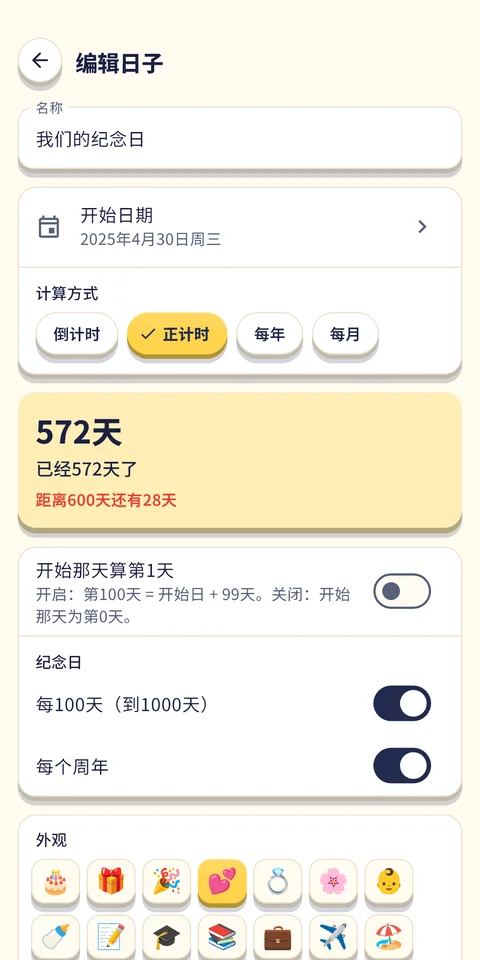 编辑日子
名称
我们的纪念日
开始日期
2025年4月30日周三
计算方式
倒计时
正计时
每年
每月
572天
已经572天了
距离600天还有28天
开始那天算第1天
开启：第100天 = 开始日 + 99天。关闭：开始
那天为第0天。
纪念日
每100天（到1000天）
每个周年
外观